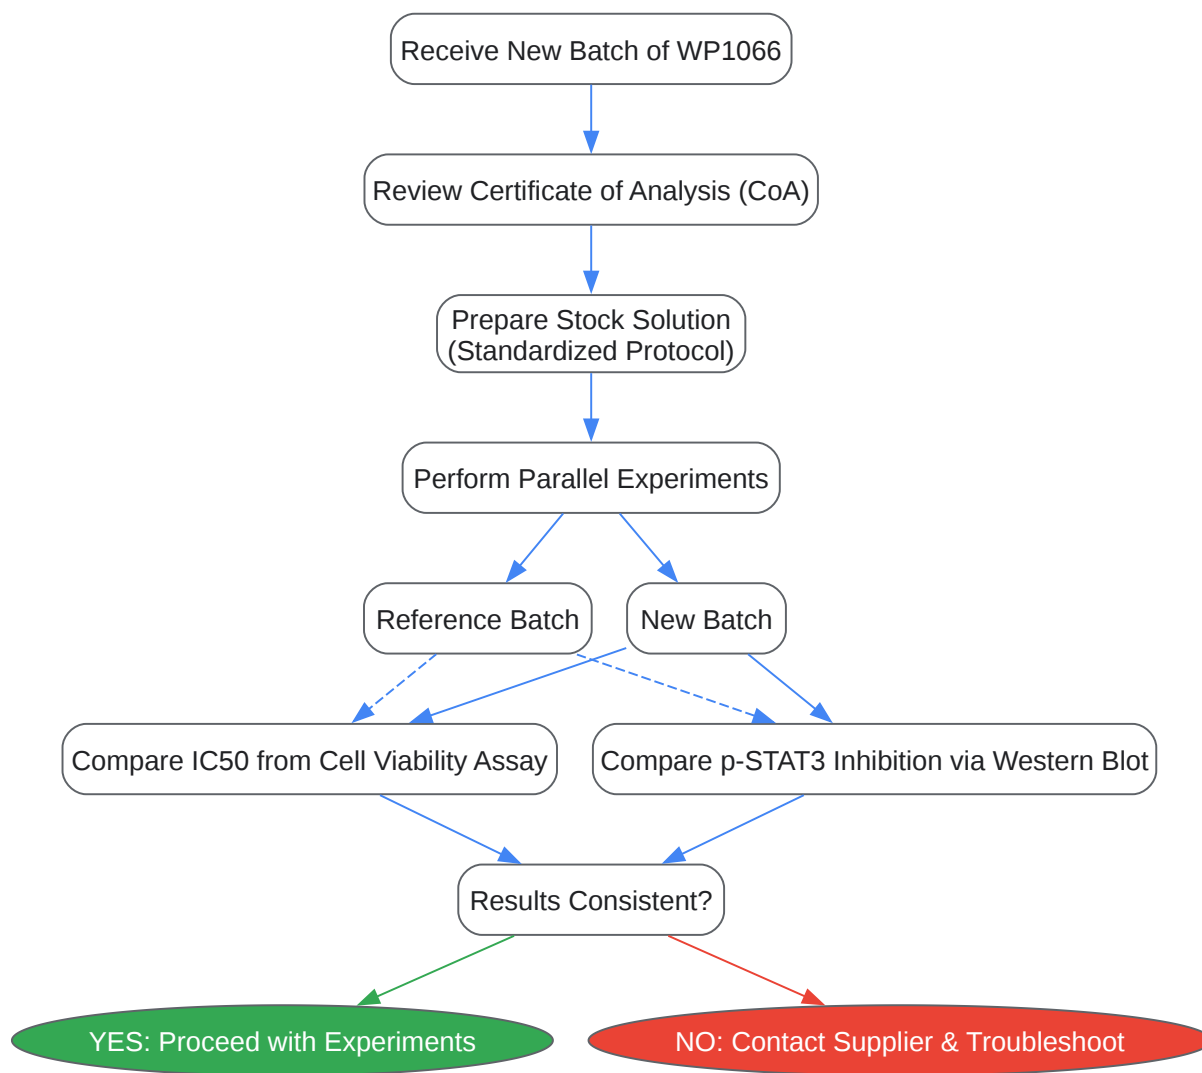 Receive New Batch of WP1066
Review Certificate of Analysis (CoA)
Prepare Stock Solution
(Standardized Protocol)
Perform Parallel Experiments
Reference Batch
New Batch
Compare IC50 from Cell Viability Assay
Compare p-STAT3 Inhibition via Western Blot
Results Consistent?
YES: Proceed with Experiments
NO: Contact Supplier & Troubleshoot